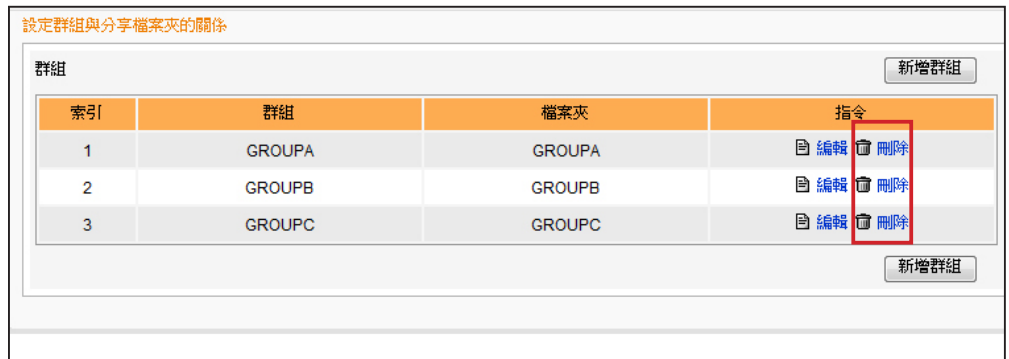 設定群組與分享檔案夾的關係
群組 新增群組
索引 群組 檔案夾 指令
1 GROUPA GROUPA 編輯 刪除
2 GROUPB GROUPB 編輯 刪除
3 GROUPC GROUPC 編輯 刪除
新增群組